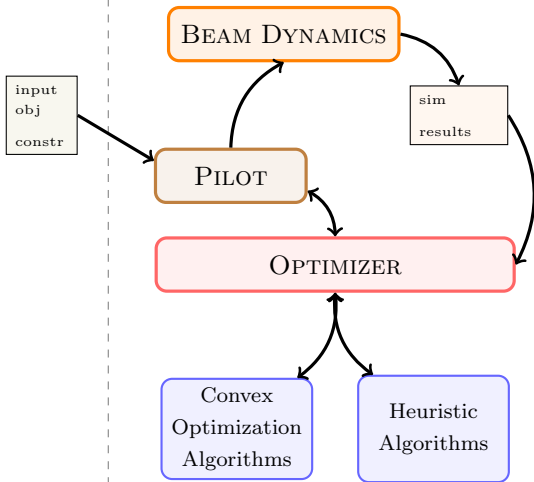 BEAM DYNAMICS
input
obj
constr
sim
results
PILOT
OPTIMIZER
Convex
Optimization
Algorithms
Heuristic
Algorithms